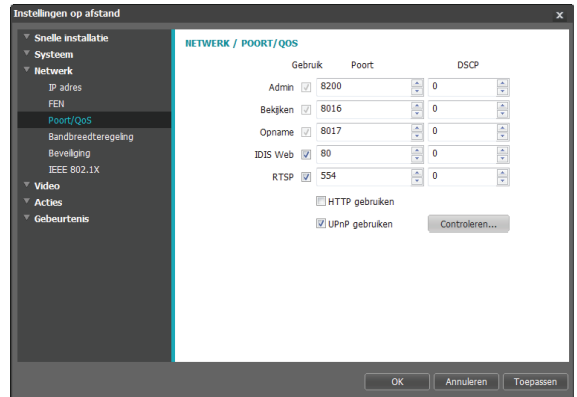 Instellingen op afstand
x
Snelle installatie
Systeem
Netwerk
IP adres
FEN
Poort/QoS
Bandbreedteregeling
Beveiliging
IEEE 802.1X
Video
Acties
Gebeurtenis
NETWERK / POORT/QOS
Gebruik Poort DSCP
Admin 8200 0
Bekijken 8016 0
Opname 8017 0
IDIS Web 80 0
RTSP 554 0
HTTP gebruiken
UPnP gebruiken Controleren...
OK Annuleren Toepassen